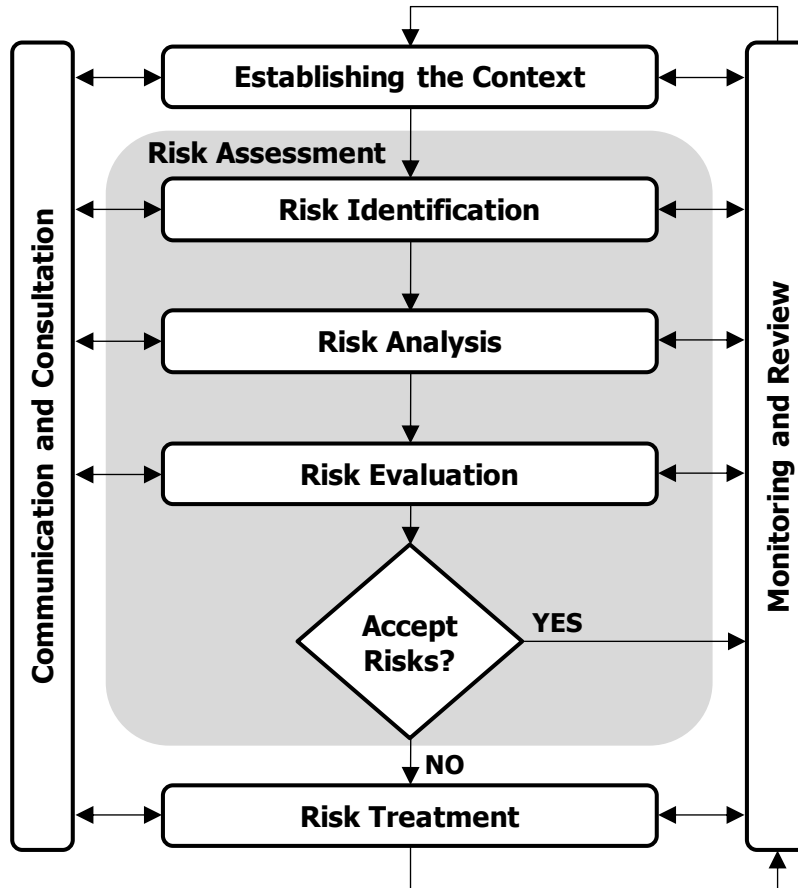 Establishing the Context
Risk Assessment
Risk Identification
Communication and Consultation
Risk Analysis
Monitoring and Review
Risk Evaluation
Accept
Risks?
YES
NO
Risk Treatment